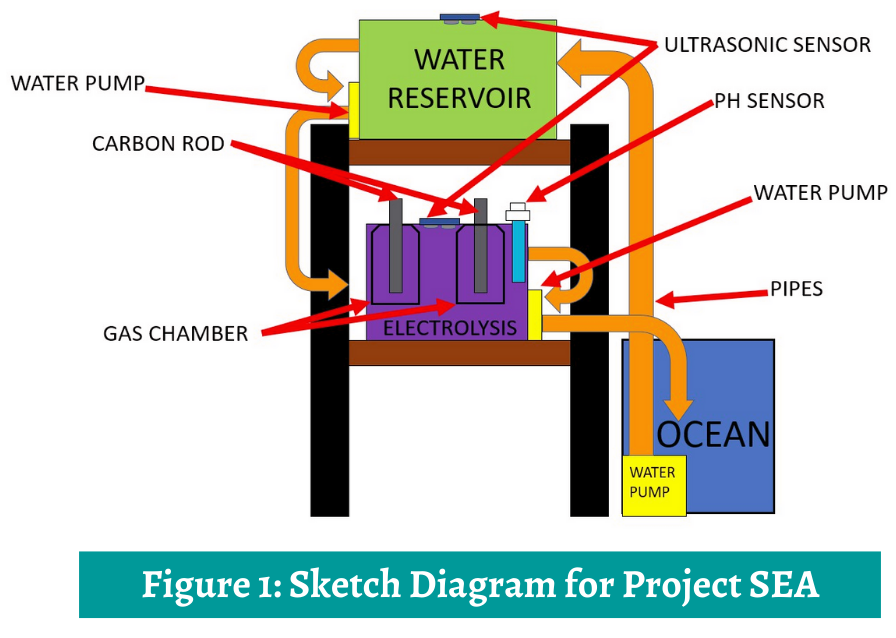 WATER
RESERVOIR
ULTRASONIC SENSOR
WATER PUMP
PH SENSOR
CARBON ROD
WATER PUMP
PIPES
GAS CHAMBER
ELECTROLYSIS
OCEAN
WATER
PUMP
Figure 1: Sketch Diagram for Project SEA